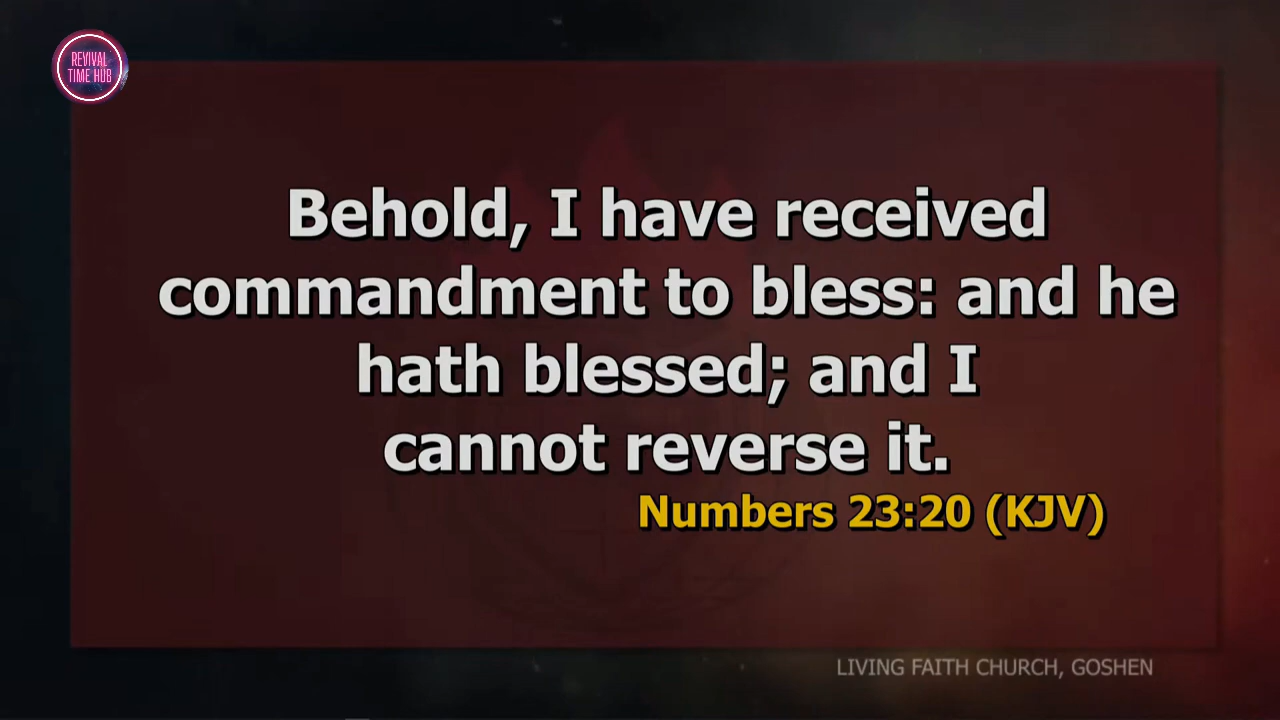 REVIVAL
TIME HUB
Behold, I have received
commandment to bless: and he
hath blessed; and I
cannot reverse it.
Numbers 23:20 (KJV)
LIVING FAITH CHURCH, GOSHEN